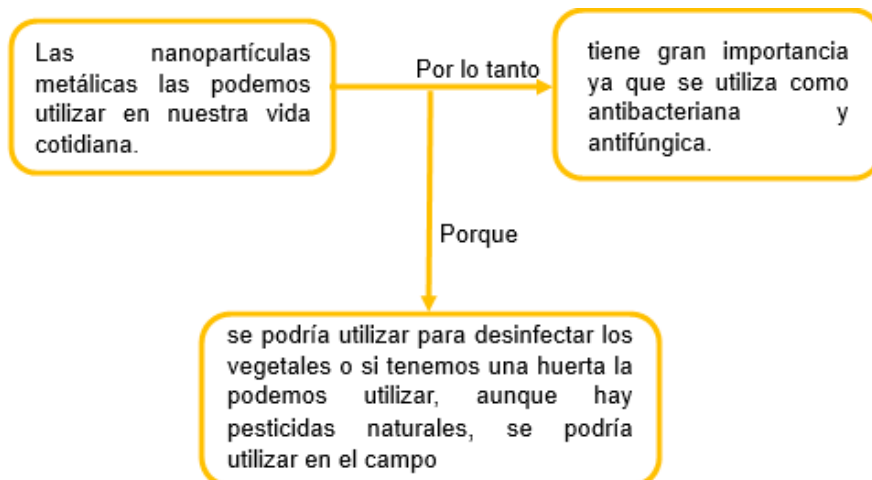 Las nanopartículas
metálicas las podemos
utilizar en nuestra vida
cotidiana.
Por lo tanto
tiene gran importancia
ya que se utiliza como
antibacteriana y
antifúngica.
Porque
se podría utilizar para desinfectar los
vegetales o si tenemos una huerta la
podemos utilizar, aunque hay
pesticidas naturales, se podría
utilizar en el campo